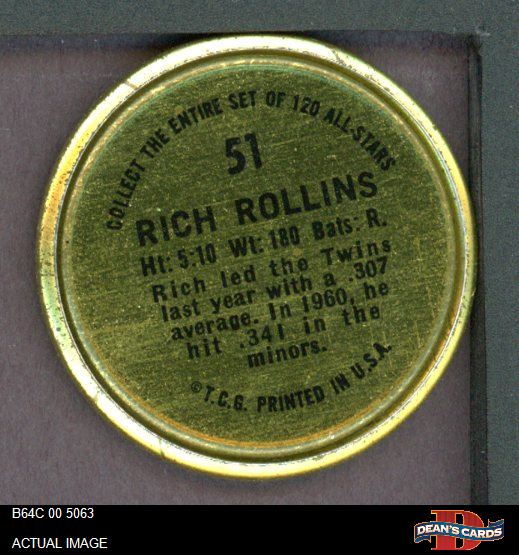 COLLECT THE ENTIRE SET OF 120 ALL-STARS
51
RICH ROLLINS
Ht: 5:10 Wt: 180 Bats: R.
Rich led the Twins
last year with a .307
average. In 1960, he
hit .341 in the
minors.
©T.C.G. PRINTED IN U.S.A.
B64C 00 5063
ACTUAL IMAGE
D
DEAN'S CARDS